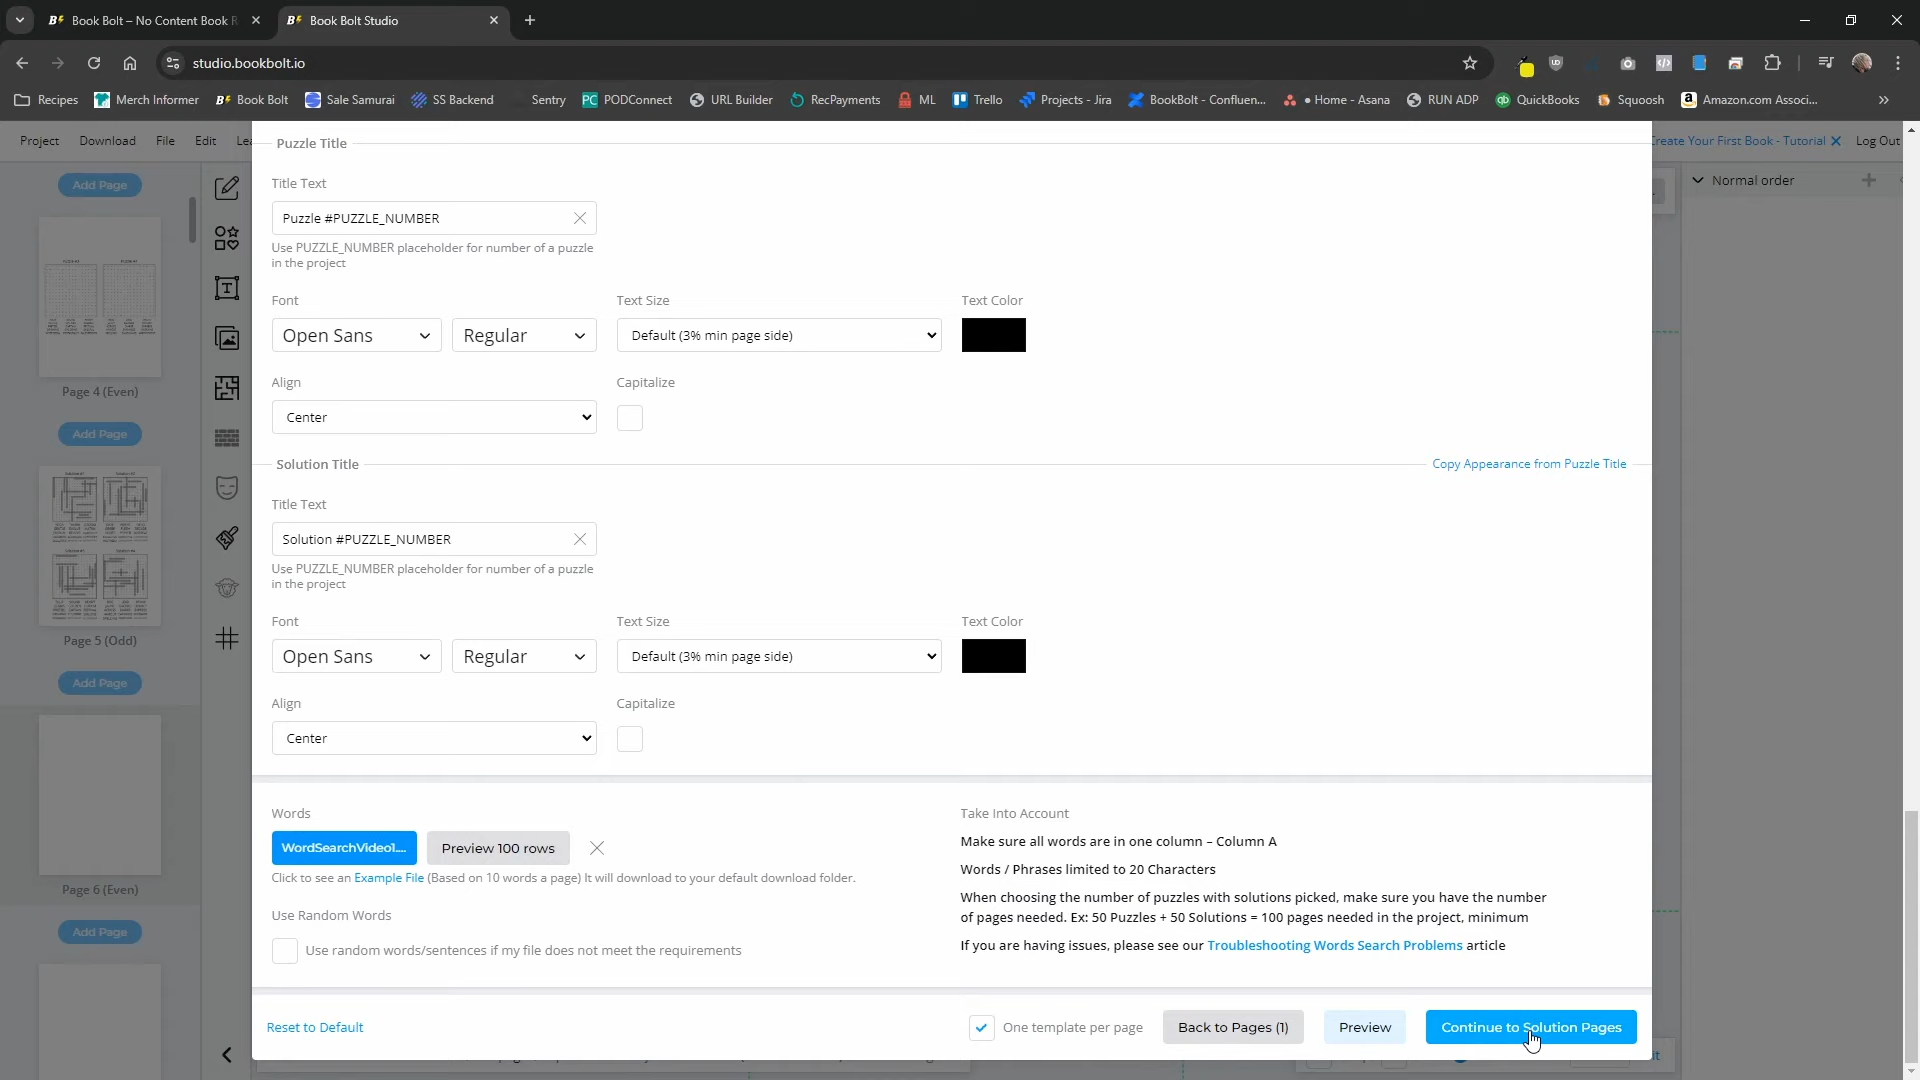 Book Bolt – No Content Book R
Book Bolt Studio
studio.bookbolt.io
Recipes
Merch Informer
Book Bolt
Sale Samurai
SS Backend
Sentry
PODConnect
URL Builder
RecPayments
ML
Trello
Projects - Jira
BookBolt - Confluen...
• Home - Asana
RUN ADP
QuickBooks
Squoosh
Amazon.com Associ...
Project
Download
File
Edit
Create Your First Book - Tutorial
Log Out
Add Page
Page 4 (Even)
Add Page
Page 5 (Odd)
Add Page
Page 6 (Even)
Add Page
Puzzle Title
Title Text
Puzzle #PUZZLE_NUMBER
Use PUZZLE_NUMBER placeholder for number of a puzzle
in the project
Font
Text Size
Text Color
Open Sans
Regular
Default (3% min page side)
Align
Capitalize
Center
Solution Title
Copy Appearance from Puzzle Title
Title Text
Solution #PUZZLE_NUMBER
Use PUZZLE_NUMBER placeholder for number of a puzzle
in the project
Font
Text Size
Text Color
Open Sans
Regular
Default (3% min page side)
Align
Capitalize
Center
Words
WordSearchVideo1....
Preview 100 rows
Click to see an Example File (Based on 10 words a page) It will download to your default download folder.
Use Random Words
Use random words/sentences if my file does not meet the requirements
Take Into Account
Make sure all words are in one column – Column A
Words / Phrases limited to 20 Characters
When choosing the number of puzzles with solutions picked, make sure you have the number
of pages needed. Ex: 50 Puzzles + 50 Solutions = 100 pages needed in the project, minimum
If you are having issues, please see our Troubleshooting Words Search Problems article
Reset to Default
One template per page
Back to Pages (1)
Preview
Continue to Solution Pages
Normal order